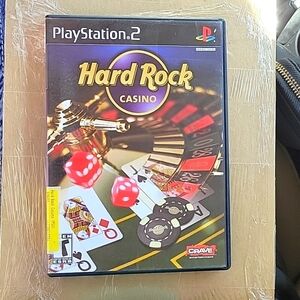 PlayStation.2
Hard Rock
CASINO
CRAVE